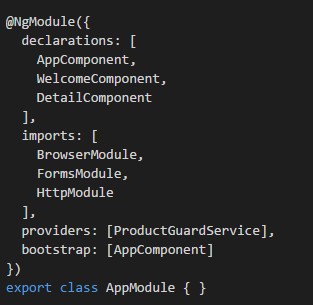 @NgModule({
  declarations: [
    AppComponent,
    WelcomeComponent,
    DetailComponent
  ],
  imports: [
    BrowserModule,
    FormsModule,
    HttpModule
  ],
  providers: [ProductGuardService],
  bootstrap: [AppComponent]
})
export class AppModule { }